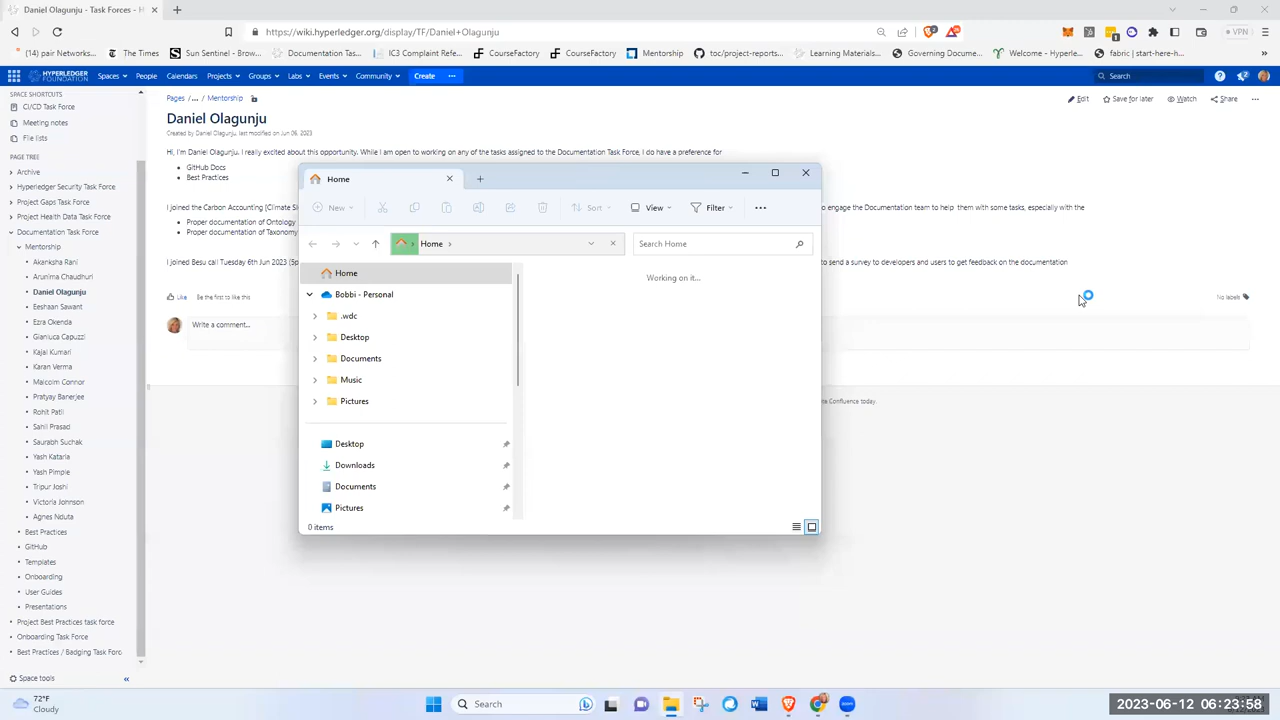 Daniel Olagunju - Task Forces -
https://wiki.hyperledger.org/display/TF/Daniel+Olagunju
VPN
(14) pair Networks...
The Times
Sun Sentinel - Brow...
Documentation Tas...
IC3 Complaint Refe...
CourseFactory
CourseFactory
Mentorship
toc/project-reports...
Learning Materials...
Governing Docume...
Welcome - Hyperle...
fabric | start-here-h...
HYPERLEDGER
FOUNDATION
Spaces
People
Calendars
Projects
Groups
Labs
Events
Community
Create
Search
SPACE SHORTCUTS
CI/CD Task Force
Meeting notes
File lists
PAGE TREE
Archive
Hyperledger Security Task Force
Project Gaps Task Force
Project Health Data Task Force
Documentation Task Force
Mentorship
Akanksha Rani
Arunima Chaudhuri
Daniel Olagunju
Eeshaan Sawant
Ezra Okenda
Gianluca Capuzzi
Kajal Kumari
Karan Verma
Malcolm Connor
Pratyay Banerjee
Rohit Patil
Sahil Prasad
Saurabh Suchak
Yash Kataria
Yash Pimple
Tripur Joshi
Victoria Jonnson
Agnes Nduta
Best Practices
GitHub
Templates
Onboarding
User Guides
Presentations
Project Best Practices task force
Onboarding Task Force
Best Practices / Badging Task Forc
Space tools
Pages /... / Mentorship
Edit
Save for later
Watch
Share
Daniel Olagunju
Created by Daniel Olagunju, last modified on Jun 06, 2023
Hi, I'm Daniel Olagunju. I really excited about this opportunity. While I am open to working on any of the tasks assigned to the Documentation Task Force, I do have a preference for
GitHub Docs
Best Practices
I joined the Carbon Accounting [Climate S
o engage the Documentation team to help them with some tasks, especially with the
Proper documentation of Ontology
Proper documentation of Taxonomy
I joined Besu call Tuesday 6th Jun 2023 (Sp
to send a survey to developers and users to get feedback on the documentation
Like
Be the first to like this
No labels
Write a comment...
te Confluence today.
Home
New
Sort
View
Filter
Home
Search Home
Home
Bobbi - Personal
.wdc
Desktop
Documents
Music
Pictures
Desktop
Downloads
Documents
Pictures
Working on it...
0 items
72°F
Cloudy
Search
W
zoom
2023-06-12 06:23:58